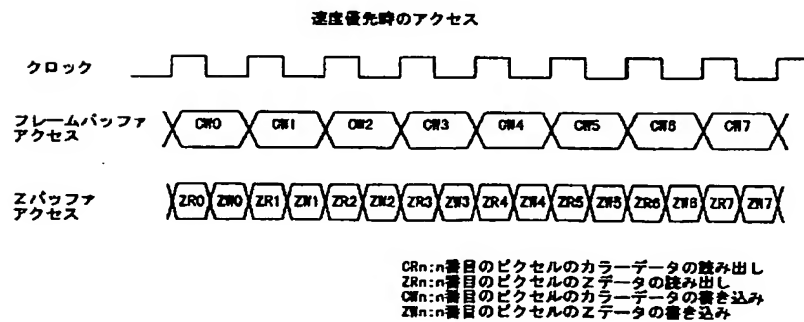 速度優先時のアクセス
クロック
フレームバッファ
アクセス
CW0 CW1 CW2 CW3 CW4 CW5 CW6 CW7
Zバッファ
アクセス
ZR0 ZW0 ZR1 ZW1 ZR2 ZW2 ZR3 ZW3 ZR4 ZW4 ZR5 ZW5 ZR6 ZW6 ZR7 ZW7
CRn:n番目のピクセルのカラーデータの読み出し
ZRn:n番目のピクセルのZデータの読み出し
CWn:n番目のピクセルのカラーデータの書き込み
ZWn:n番目のピクセルのZデータの書き込み